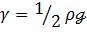 γ = 1/2 ρℊ